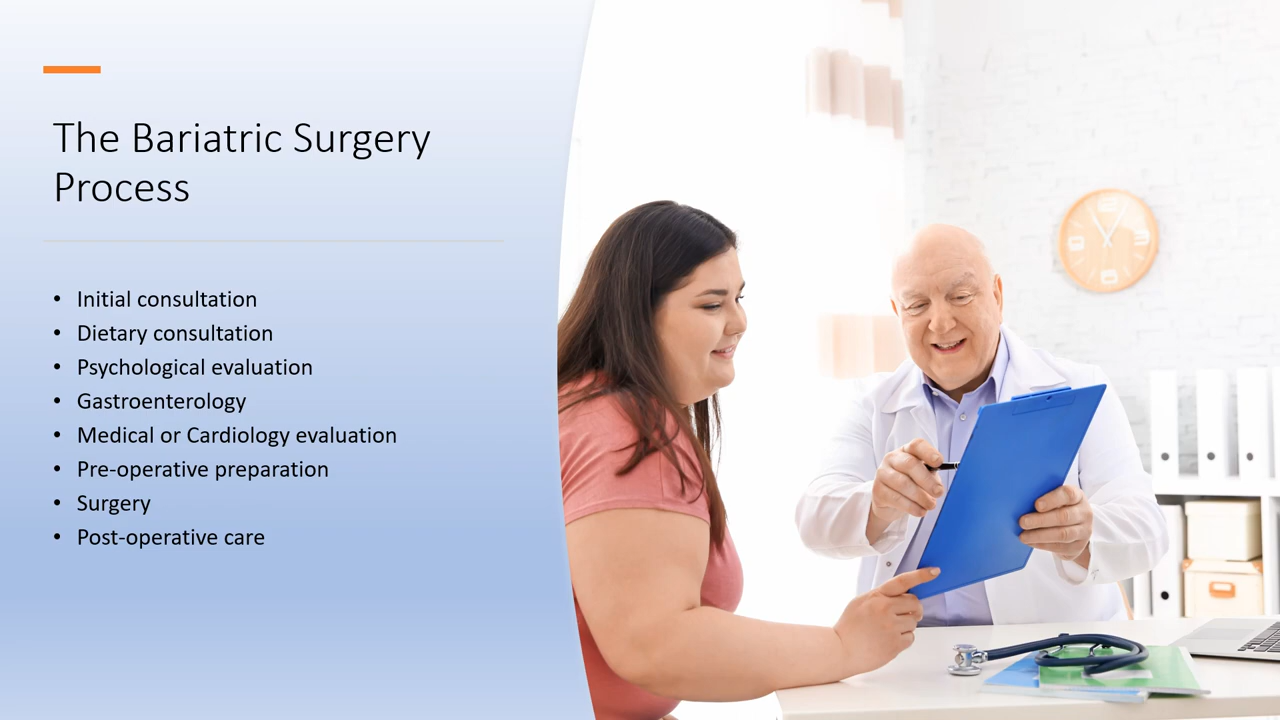 The Bariatric Surgery
Process
• Initial consultation
• Dietary consultation
• Psychological evaluation
• Gastroenterology
• Medical or Cardiology evaluation
• Pre-operative preparation
• Surgery
• Post-operative care